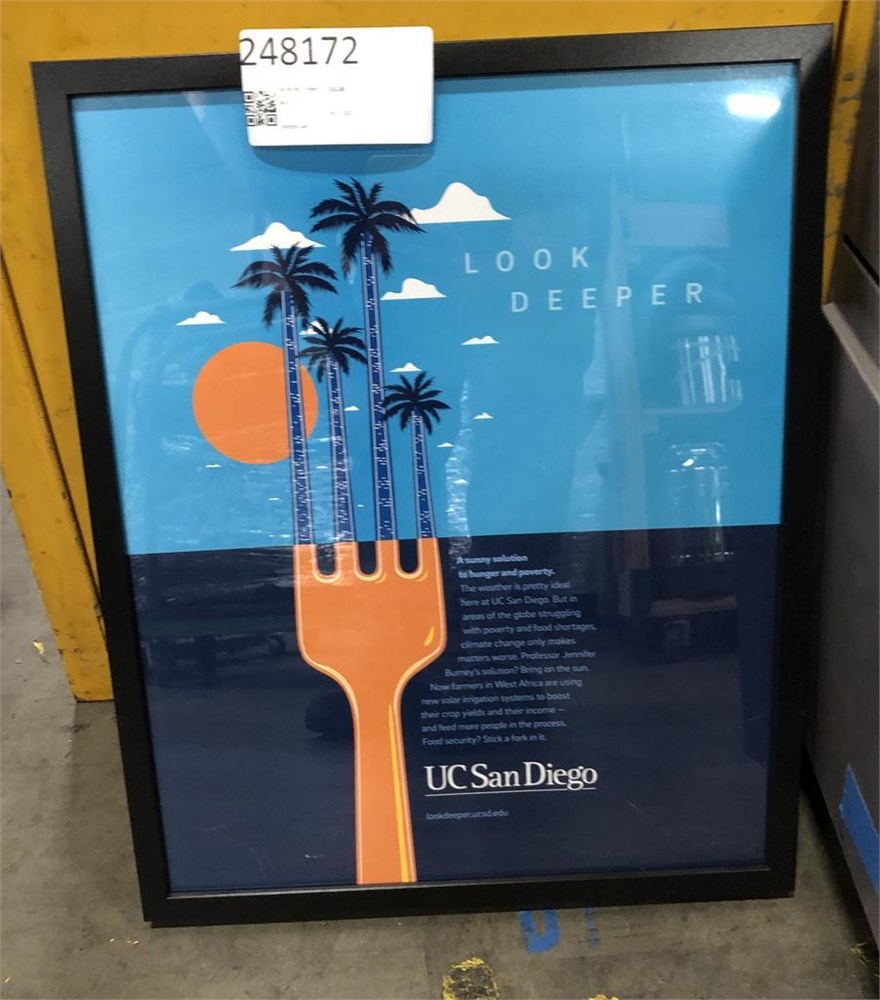 248172
LOOK
DEEPER
A sunny solution
to hunger and poverty.
The weather is pretty ideal
here at UC San Diego. But in
areas of the globe struggling
with poverty and food shortages,
climate change only makes
matters worse. Professor Jennifer
Burney's solution? Bring on the sun.
Now farmers in West Africa are using
new solar irrigation systems to boost
their crop yields and their income —
and feed more people in the process.
Food security? Stick a fork in it.
UC San Diego
lookdeeper.ucsd.edu